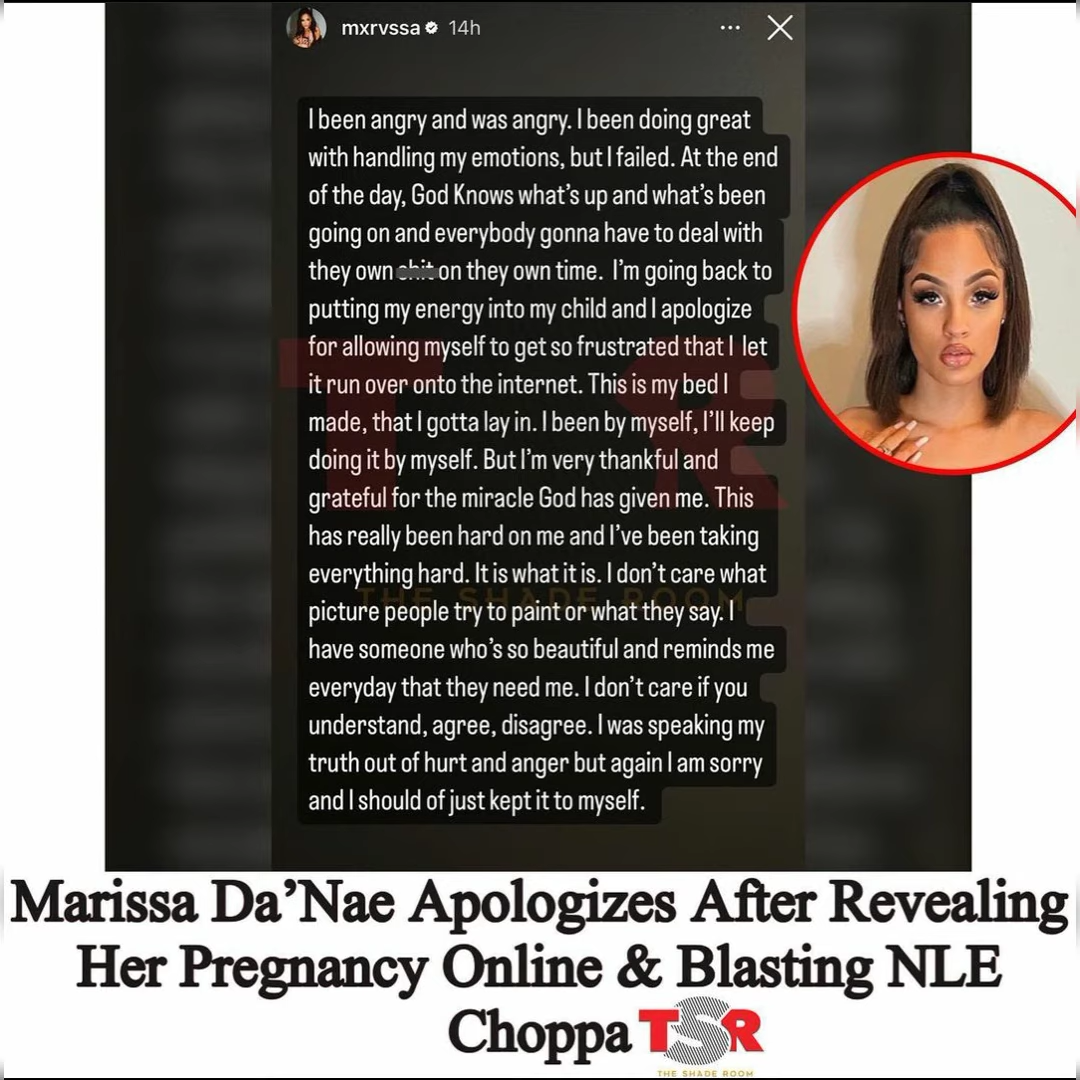 mxrvssa 14h
I been angry and was angry. I been doing great
with handling my emotions, but I failed. At the end
of the day, God Knows what's up and what's been
going on and everybody gonna have to deal with
they own shit on they own time. I'm going back to
putting my energy into my child and I apologize
for allowing myself to get so frustrated that I let
it run over onto the internet. This is my bed I
made, that I gotta lay in. I been by myself, I'll keep
doing it by myself. But I'm very thankful and
grateful for the miracle God has given me. This
has really been hard on me and I've been taking
everything hard. It is what it is. I don't care what
picture people try to paint or what they say. I
have someone who's so beautiful and reminds me
everyday that they need me. I don't care if you
understand, agree, disagree. I was speaking my
truth out of hurt and anger but again I am sorry
and I should of just kept it to myself.
TSR
THE SHADE ROOM
Marissa Da'Nae Apologizes After Revealing
Her Pregnancy Online & Blasting NLE
Choppa TSR
THE SHADE ROOM